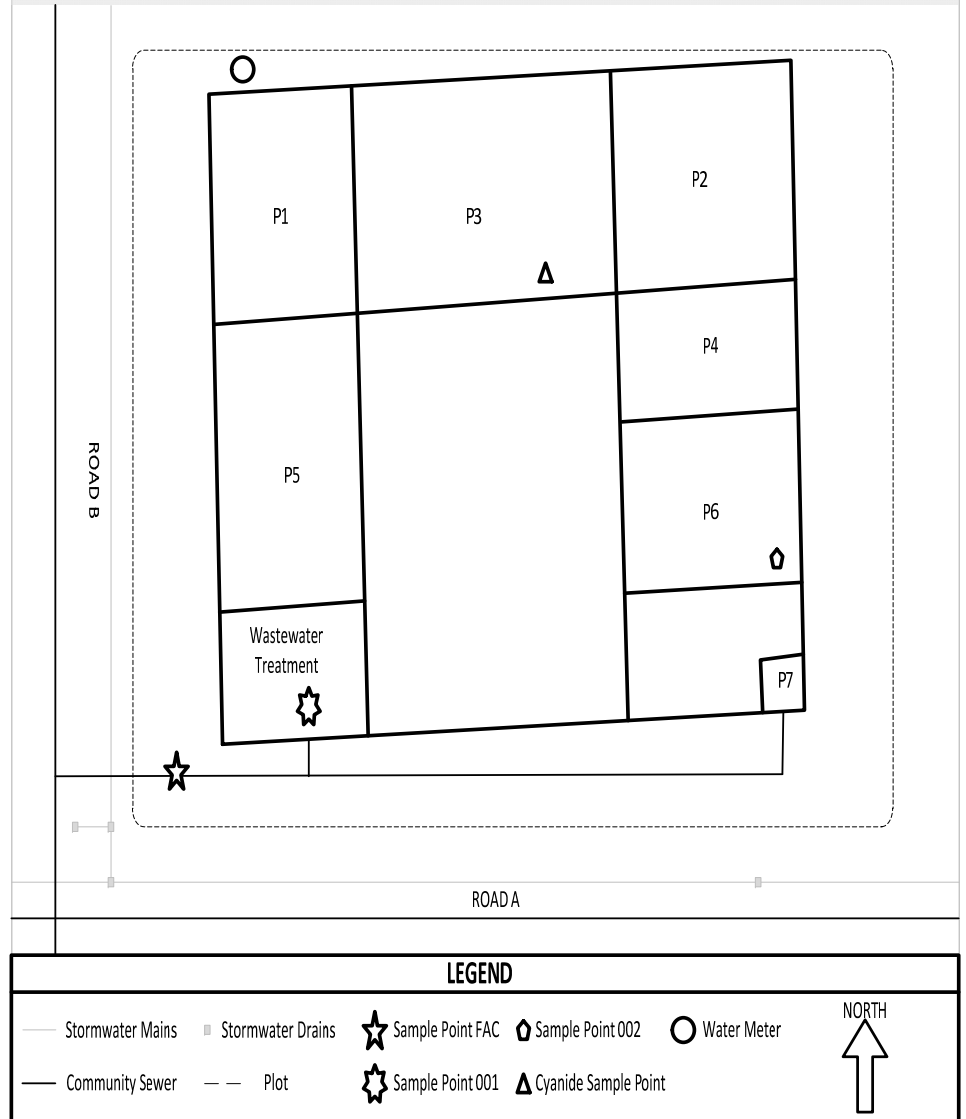 P1
P3
P2
P4
P5
P6
ROAD B
Wastewater
Treatment
P7
ROAD A
LEGEND
Stormwater Mains
Stormwater Drains
Sample Point FAC
Sample Point 002
Water Meter
NORTH
Community Sewer
Plot
Sample Point 001
Cyanide Sample Point